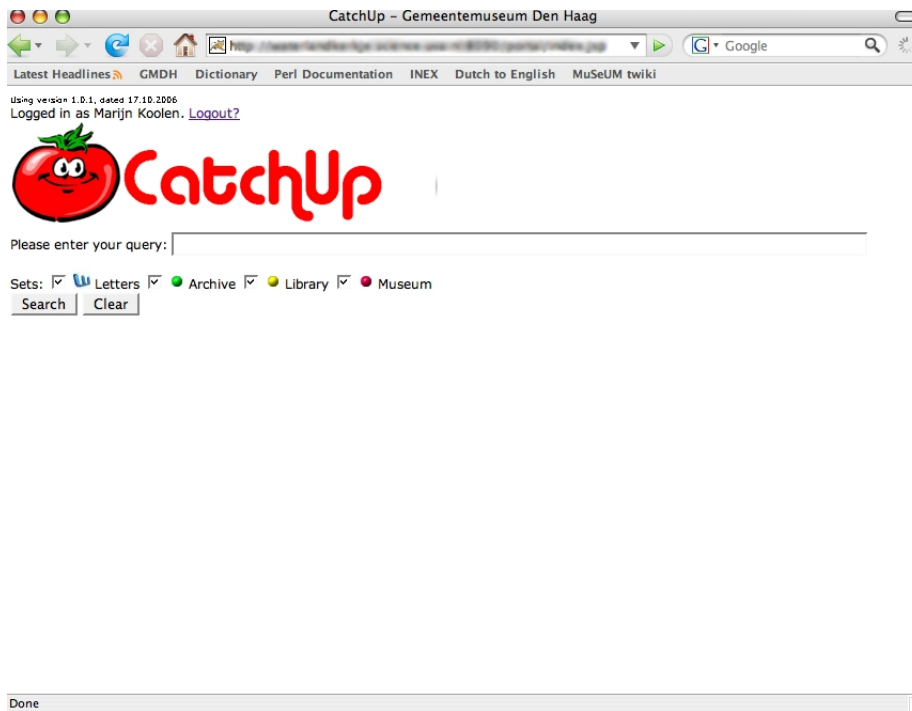 CatchUp – Gemeentemuseum Den Haag
G Google
Latest Headlines GMDH Dictionary Perl Documentation INEX Dutch to English MuSeUM twiki
Using version 1.0.1, dated 17.10.2006
Logged in as Marijn Koolen. Logout?
CatchUp
Please enter your query:
Sets: W Letters Archive Library Museum
Search Clear
Done